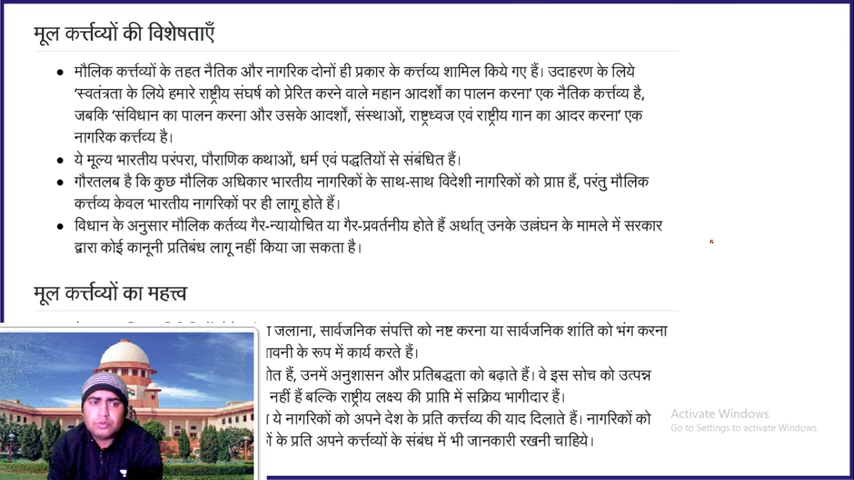 मूल कर्त्तव्यों की विशेषताएँ
● मौलिक कर्त्तव्यों के तहत नैतिक और नागरिक दोनों ही प्रकार के कर्त्तव्य शामिल किये गए हैं। उदाहरण के लिये
‘स्वतंत्रता के लिये हमारे राष्ट्रीय संघर्ष को प्रेरित करने वाले महान आदर्शों का पालन करना’ एक नैतिक कर्त्तव्य है,
जबकि ‘संविधान का पालन करना और उसके आदर्शों, संस्थाओं, राष्ट्रध्वज एवं राष्ट्रीय गान का आदर करना’ एक
नागरिक कर्त्तव्य है।
● ये मूल्य भारतीय परंपरा, पौराणिक कथाओं, धर्म एवं पद्धतियों से संबंधित हैं।
● गौरतलब है कि कुछ मौलिक अधिकार भारतीय नागरिकों के साथ-साथ विदेशी नागरिकों को प्राप्त हैं, परंतु मौलिक
कर्त्तव्य केवल भारतीय नागरिकों पर ही लागू होते हैं।
● विधान के अनुसार मौलिक कर्तव्य गैर-न्यायोचित या गैर-प्रवर्तनीय होते हैं अर्थात् उनके उल्लंघन के मामले में सरकार
द्वारा कोई कानूनी प्रतिबंध लागू नहीं किया जा सकता है।
मूल कर्त्तव्यों का महत्त्व
जलाना, सार्वजनिक संपत्ति को नष्ट करना या सार्वजनिक शांति को भंग करना
के रूप में कार्य करते हैं।
हैं, उनमें अनुशासन और प्रतिबद्धता को बढ़ाते हैं। वे इस सोच को उत्पन्न
नहीं हैं बल्कि राष्ट्रीय लक्ष्य की प्राप्ति में सक्रिय भागीदार हैं।
ये नागरिकों को अपने देश के प्रति कर्त्तव्य की याद दिलाते हैं। नागरिकों को
के प्रति अपने कर्त्तव्यों के संबंध में भी जानकारी रखनी चाहिये।
Activate Windows
Go to Settings to activate Windows.